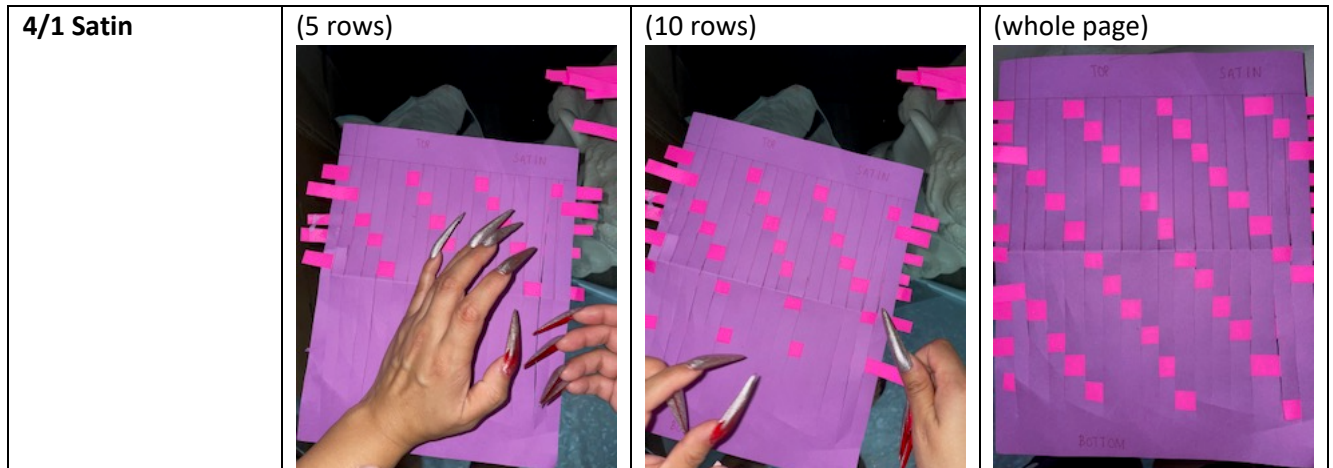 4/1 Satin
(5 rows)
(10 rows)
(whole page)
TOP
SATIN
TOP
SATIN
TOP
SATIN
BOTTOM